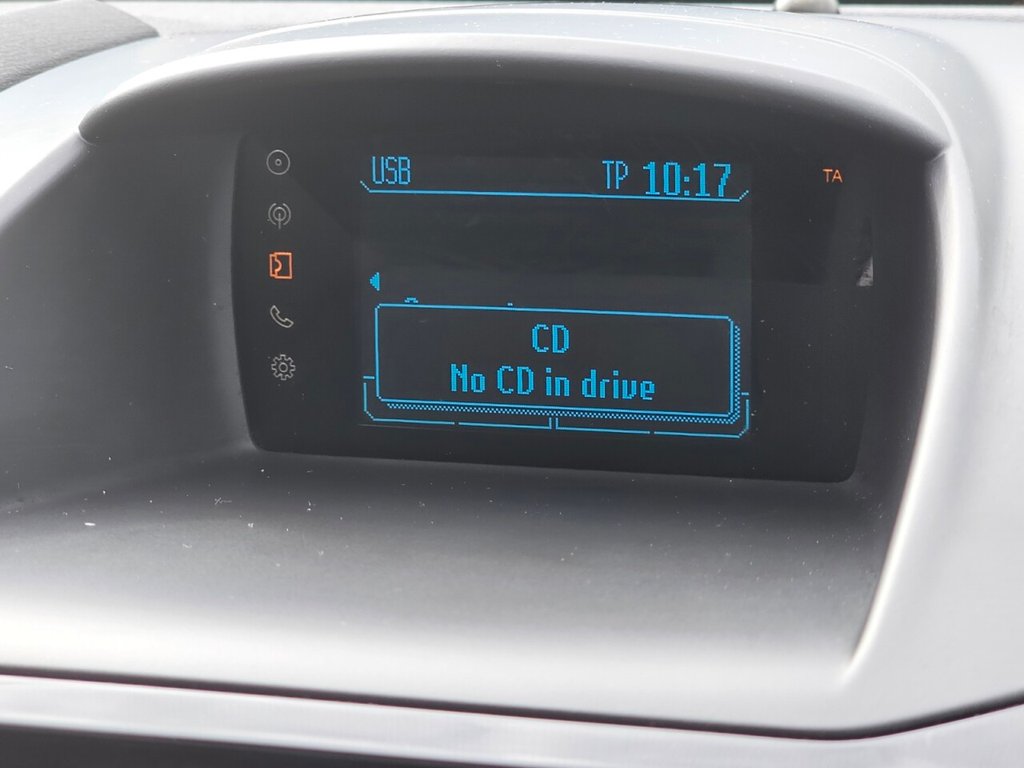 USB TP 10:17 TA
CD
No CD in drive